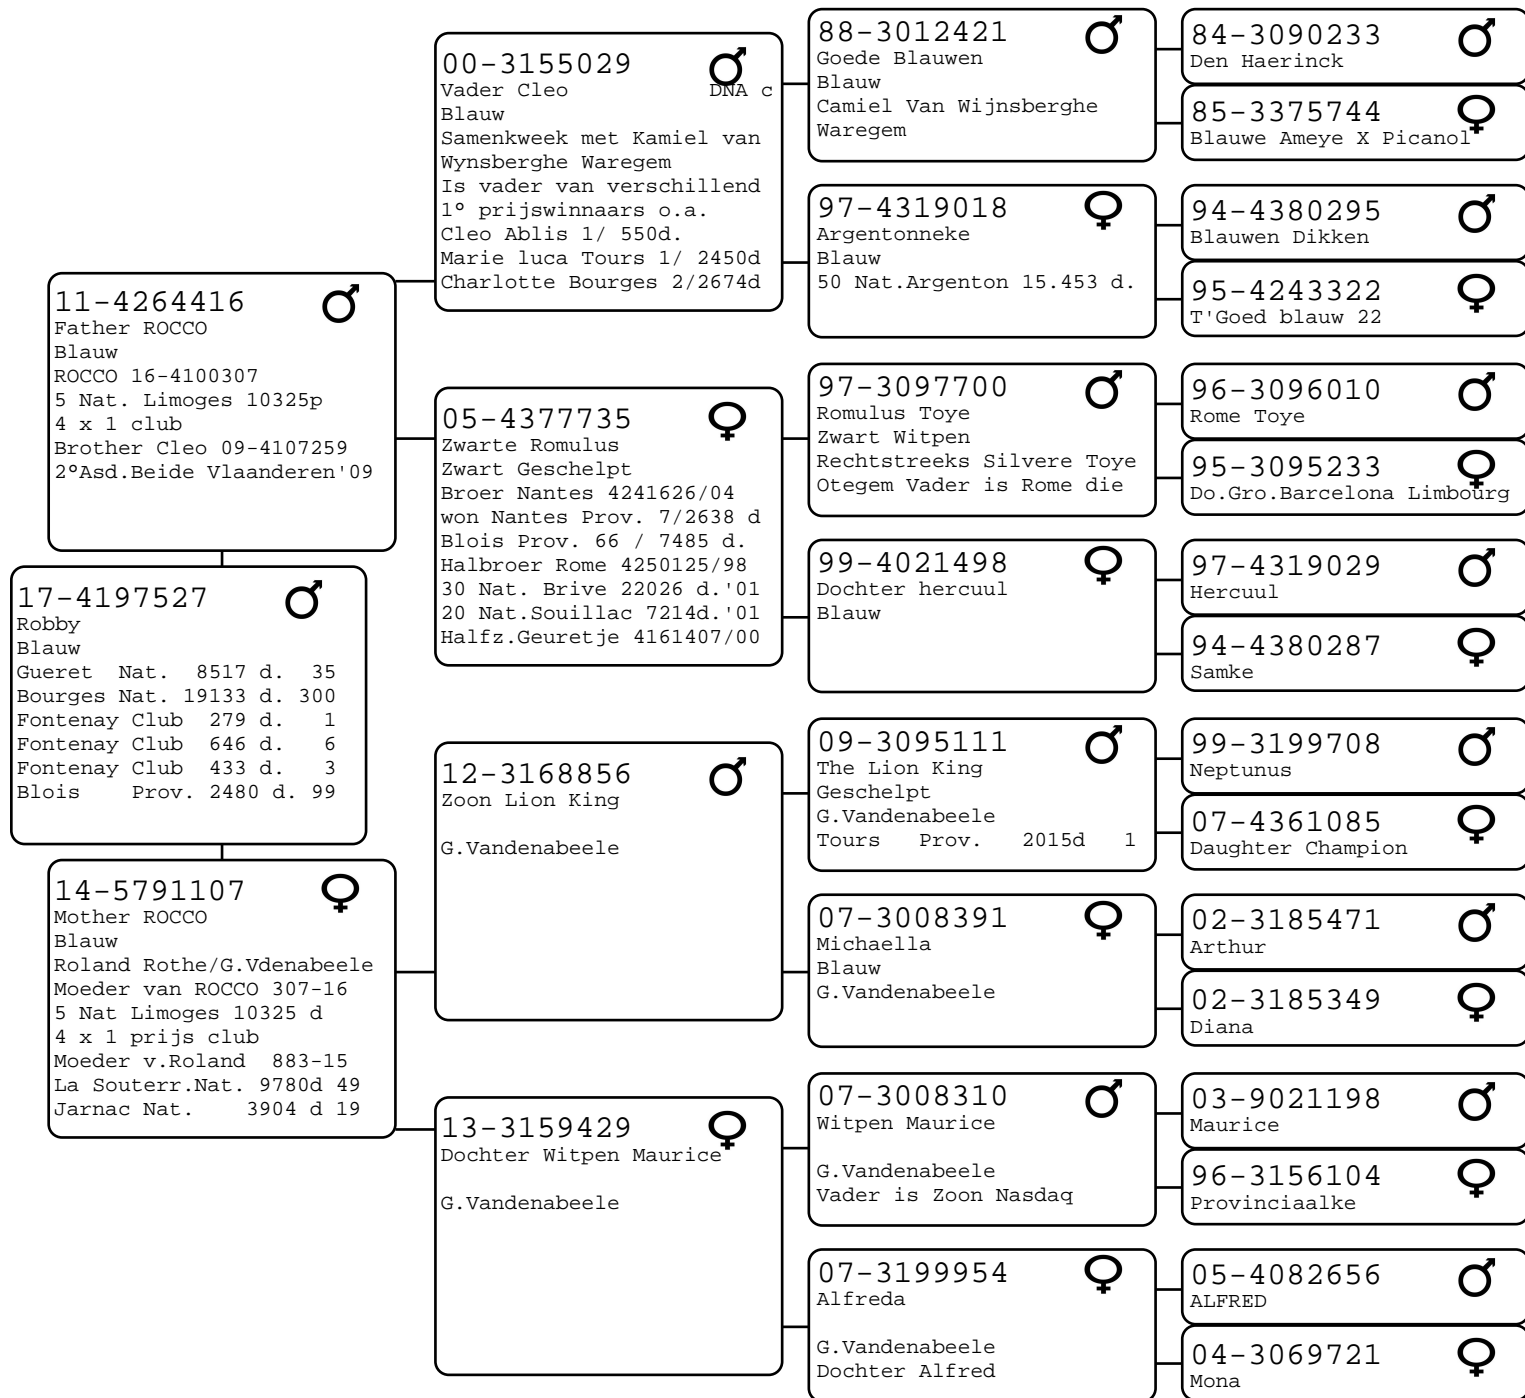 17-4197527
Robby
Blauw
Gueret  Nat.  8517 d.  35
Bourges Nat. 19133 d. 300
Fontenay Club  279 d.   1
Fontenay Club  646 d.   6
Fontenay Club  433 d.   3
Blois    Prov. 2480 d. 99
11-4264416
Father ROCCO
Blauw
ROCCO 16-4100307
5 Nat. Limoges 10325p
4 x 1 club
Brother Cleo 09-4107259
2ºAsd.Beide Vlaanderen'09
14-5791107
Mother ROCCO
Blauw
Roland Rothe/G.Vdenabeele
Moeder van ROCCO 307-16
5 Nat Limoges 10325 d
4 x 1 prijs club
Moeder v.Roland  883-15
La Souterr.Nat. 9780d 49
Jarnac Nat.    3904 d 19
00-3155029
Vader Cleo DNA c
Blauw
Samenkweek met Kamiel van
Wynsberghe Waregem
Is vader van verschillend
1º prijswinnaars o.a.
Cleo Ablis 1/ 550d.
Marie luca Tours 1/ 2450d
Charlotte Bourges 2/2674d
05-4377735
Zwarte Romulus
Zwart Geschelpt
Broer Nantes 4241626/04
won Nantes Prov. 7/2638 d
Blois Prov. 66 / 7485 d.
Halbroer Rome 4250125/98
30 Nat. Brive 22026 d.'01
20 Nat.Souillac 7214d.'01
Halfz.Geuretje 4161407/00
12-3168856
Zoon Lion King
G.Vandenabeele
13-3159429
Dochter Witpen Maurice
G.Vandenabeele
88-3012421
Goede Blauwen
Blauw
Camiel Van Wijnsberghe
Waregem
97-4319018
Argentonneke
Blauw
50 Nat.Argenton 15.453 d.
97-3097700
Romulus Toye
Zwart Witpen
Rechtstreeks Silvere Toye
Otegem Vader is Rome die
99-4021498
Dochter hercuul
Blauw
09-3095111
The Lion King
Geschelpt
G.Vandenabeele
Tours   Prov.   2015d   1
07-3008391
Michaella
Blauw
G.Vandenabeele
07-3008310
Witpen Maurice
G.Vandenabeele
Vader is Zoon Nasdaq
07-3199954
Alfreda
G.Vandenabeele
Dochter Alfred
84-3090233
Den Haerinck
85-3375744
Blauwe Ameye X Picanol
94-4380295
Blauwen Dikken
95-4243322
T'Goed blauw 22
96-3096010
Rome Toye
95-3095233
Do.Gro.Barcelona Limbourg
97-4319029
Hercuul
94-4380287
Samke
99-3199708
Neptunus
07-4361085
Daughter Champion
02-3185471
Arthur
02-3185349
Diana
03-9021198
Maurice
96-3156104
Provinciaalke
05-4082656
ALFRED
04-3069721
Mona